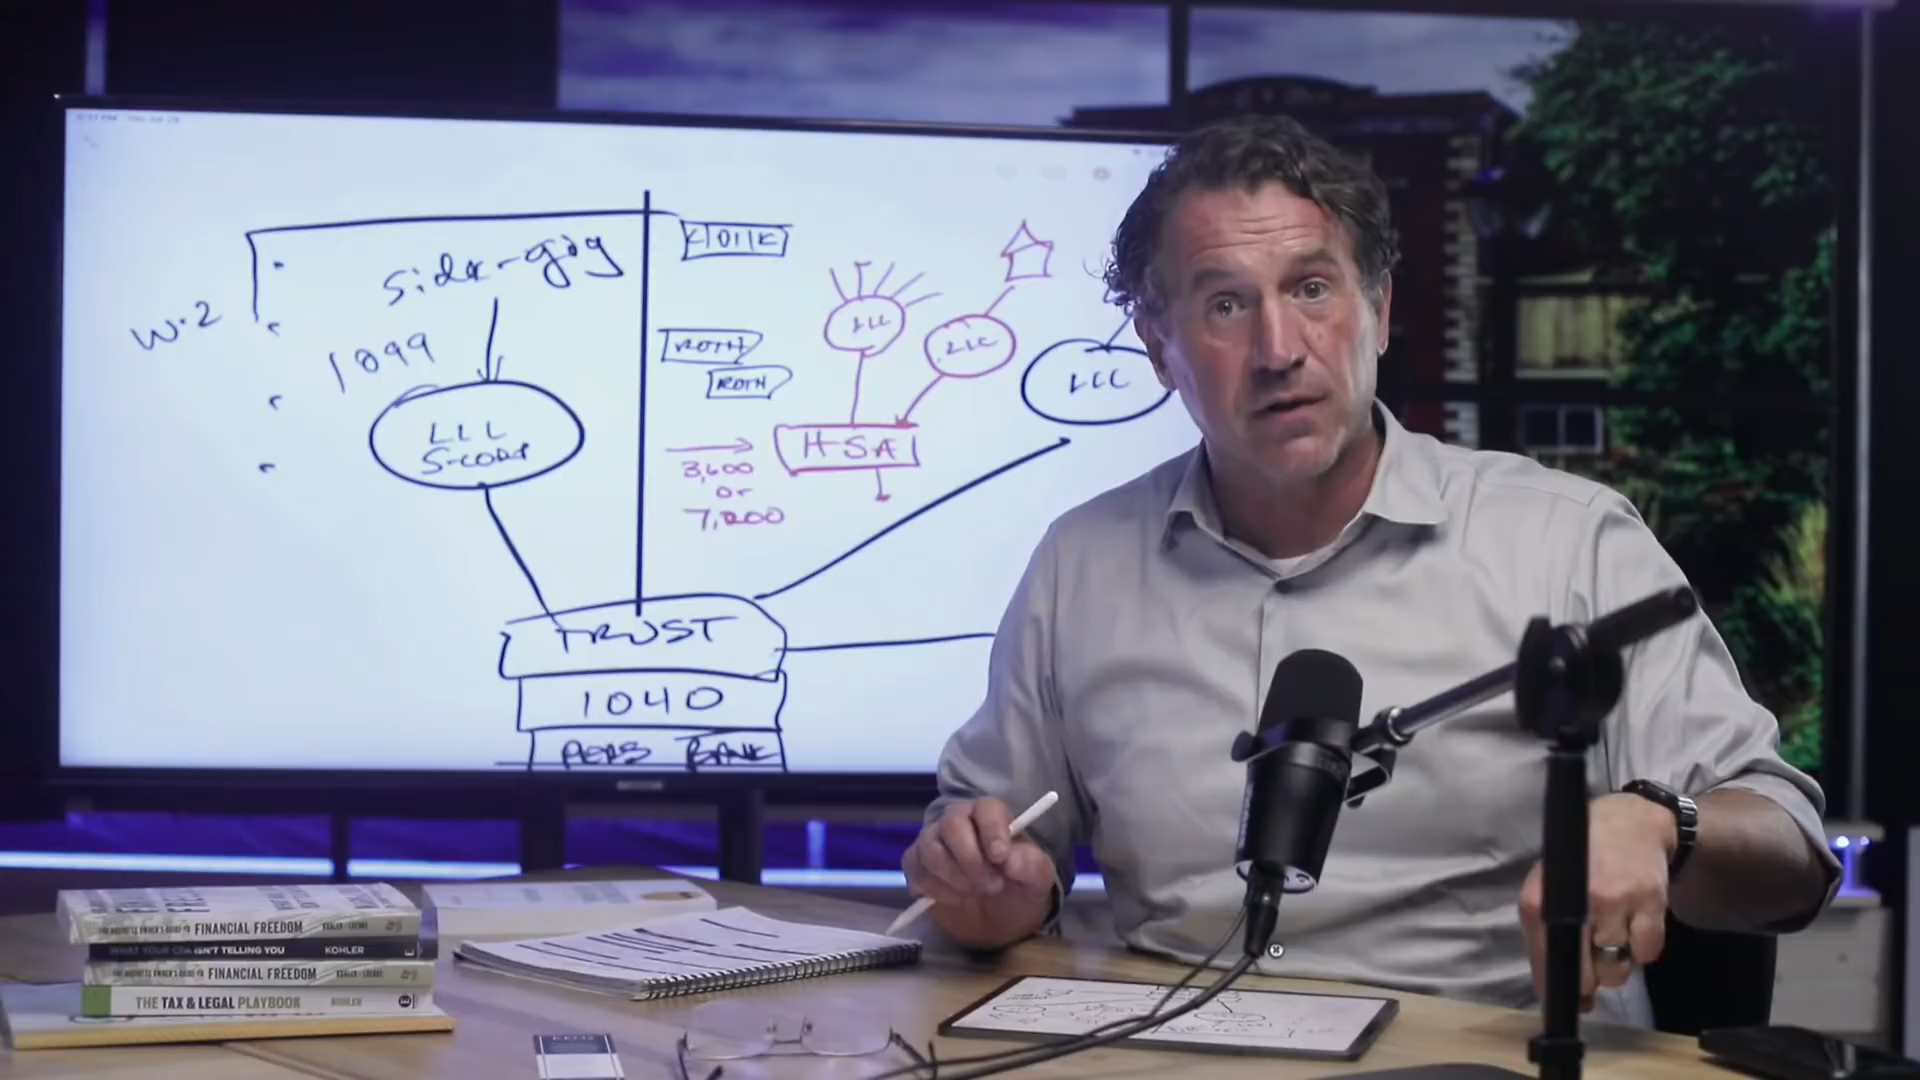 side-gig
W-2
1099
LLC
S-CORP
401K
ROTH
ROTH
LLC
LLC
LLC
HSA
3,600
or
7,200
TRUST
1040
PERS BANK
FINANCIAL FREEDOM
WHAT YOUR CPA ISN'T TELLING YOU KOHLER
FINANCIAL FREEDOM
THE TAX & LEGAL PLAYBOOK KOHLER